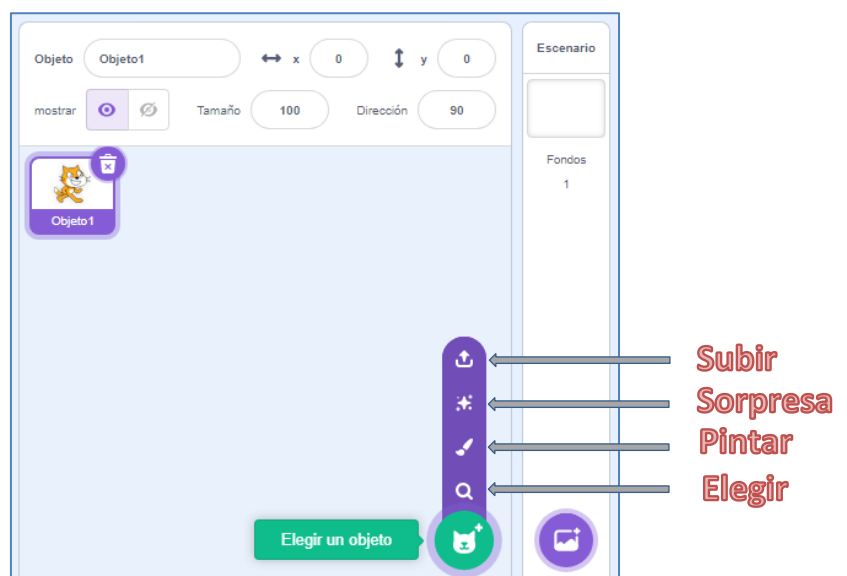 Objeto Objeto1 x 0 y 0
mostrar Tamaño 100 Dirección 90
Objeto1
Escenario
Fondos
1
Subir
Sorpresa
Pintar
Elegir
Elegir un objeto